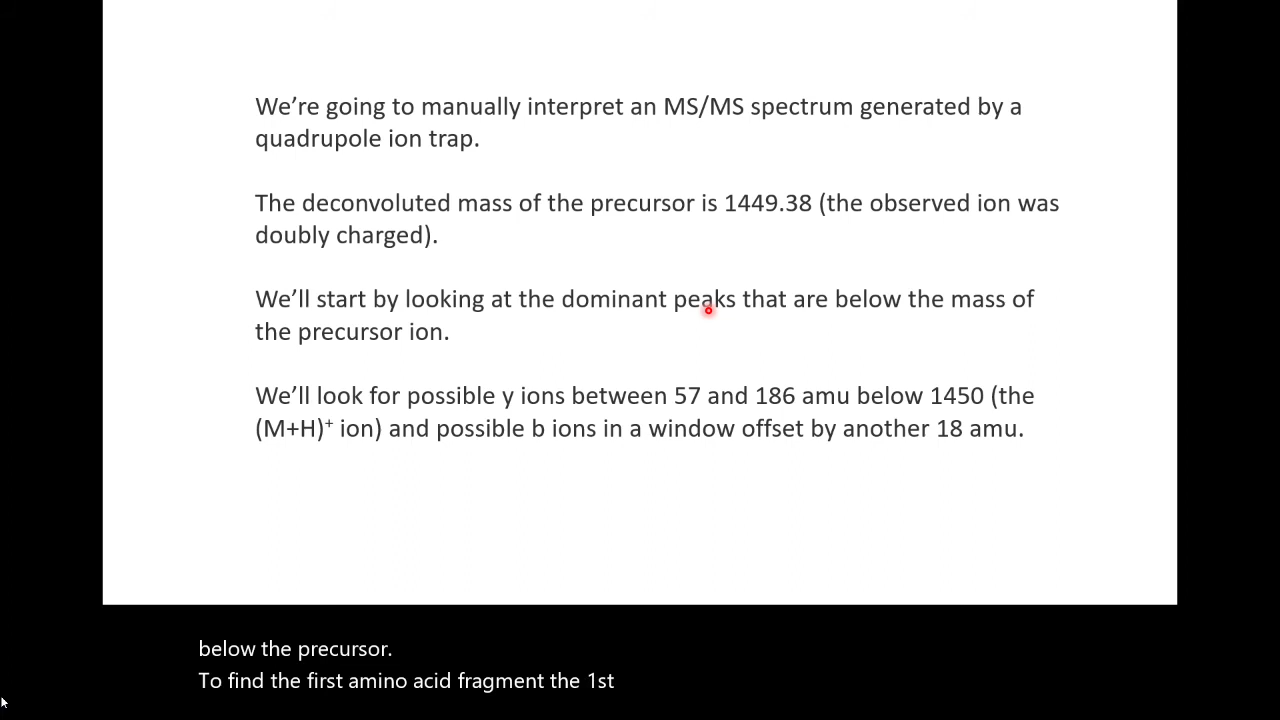 We’re going to manually interpret an MS/MS spectrum generated by a
quadrupole ion trap.
The deconvoluted mass of the precursor is 1449.38 (the observed ion was
doubly charged).
We’ll start by looking at the dominant peaks that are below the mass of
the precursor ion.
We’ll look for possible y ions between 57 and 186 amu below 1450 (the
(M+H)⁺ ion) and possible b ions in a window offset by another 18 amu.
below the precursor.
To find the first amino acid fragment the 1st